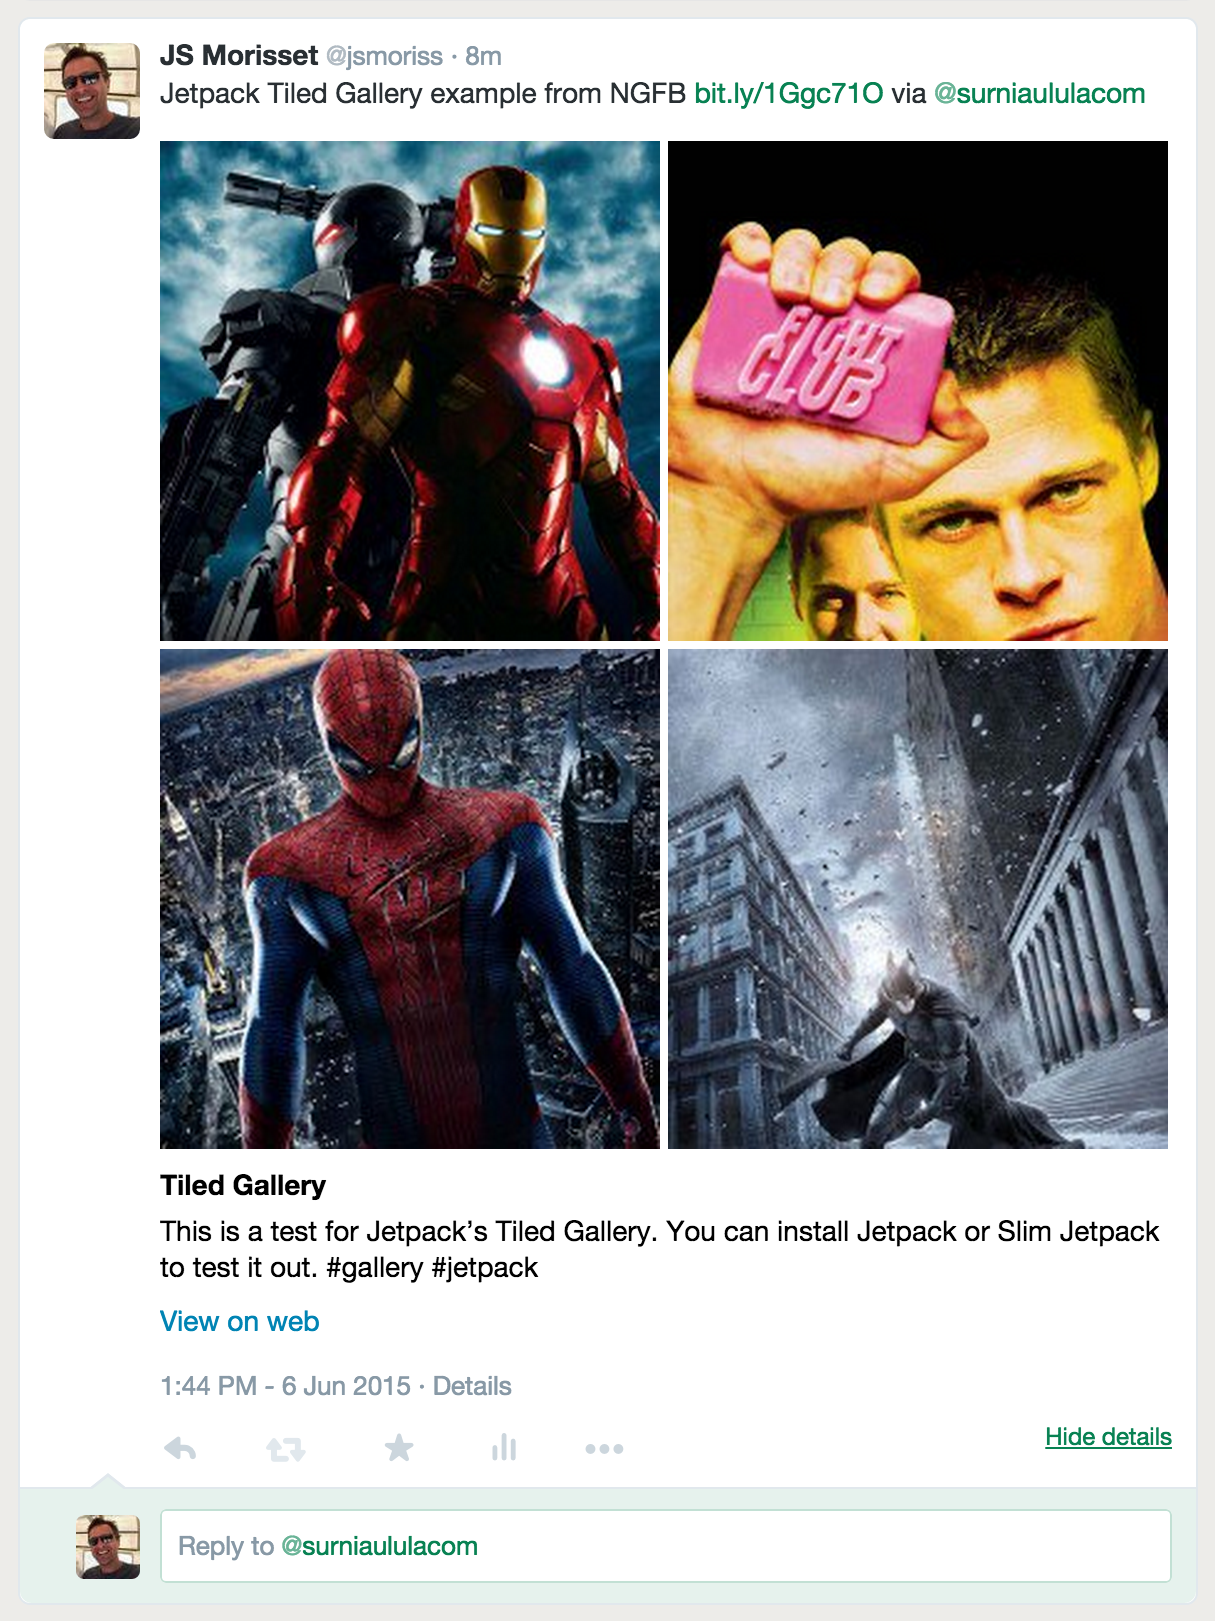 JS Morisset @jsmoriss · 8m
Jetpack Tiled Gallery example from NGFB bit.ly/1Ggc71O via @surniaululacom
FIGHT
CLUB
Tiled Gallery
This is a test for Jetpack’s Tiled Gallery. You can install Jetpack or Slim Jetpack
to test it out. #gallery #jetpack
View on web
1:44 PM - 6 Jun 2015 · Details
Hide details
Reply to @surniaululacom